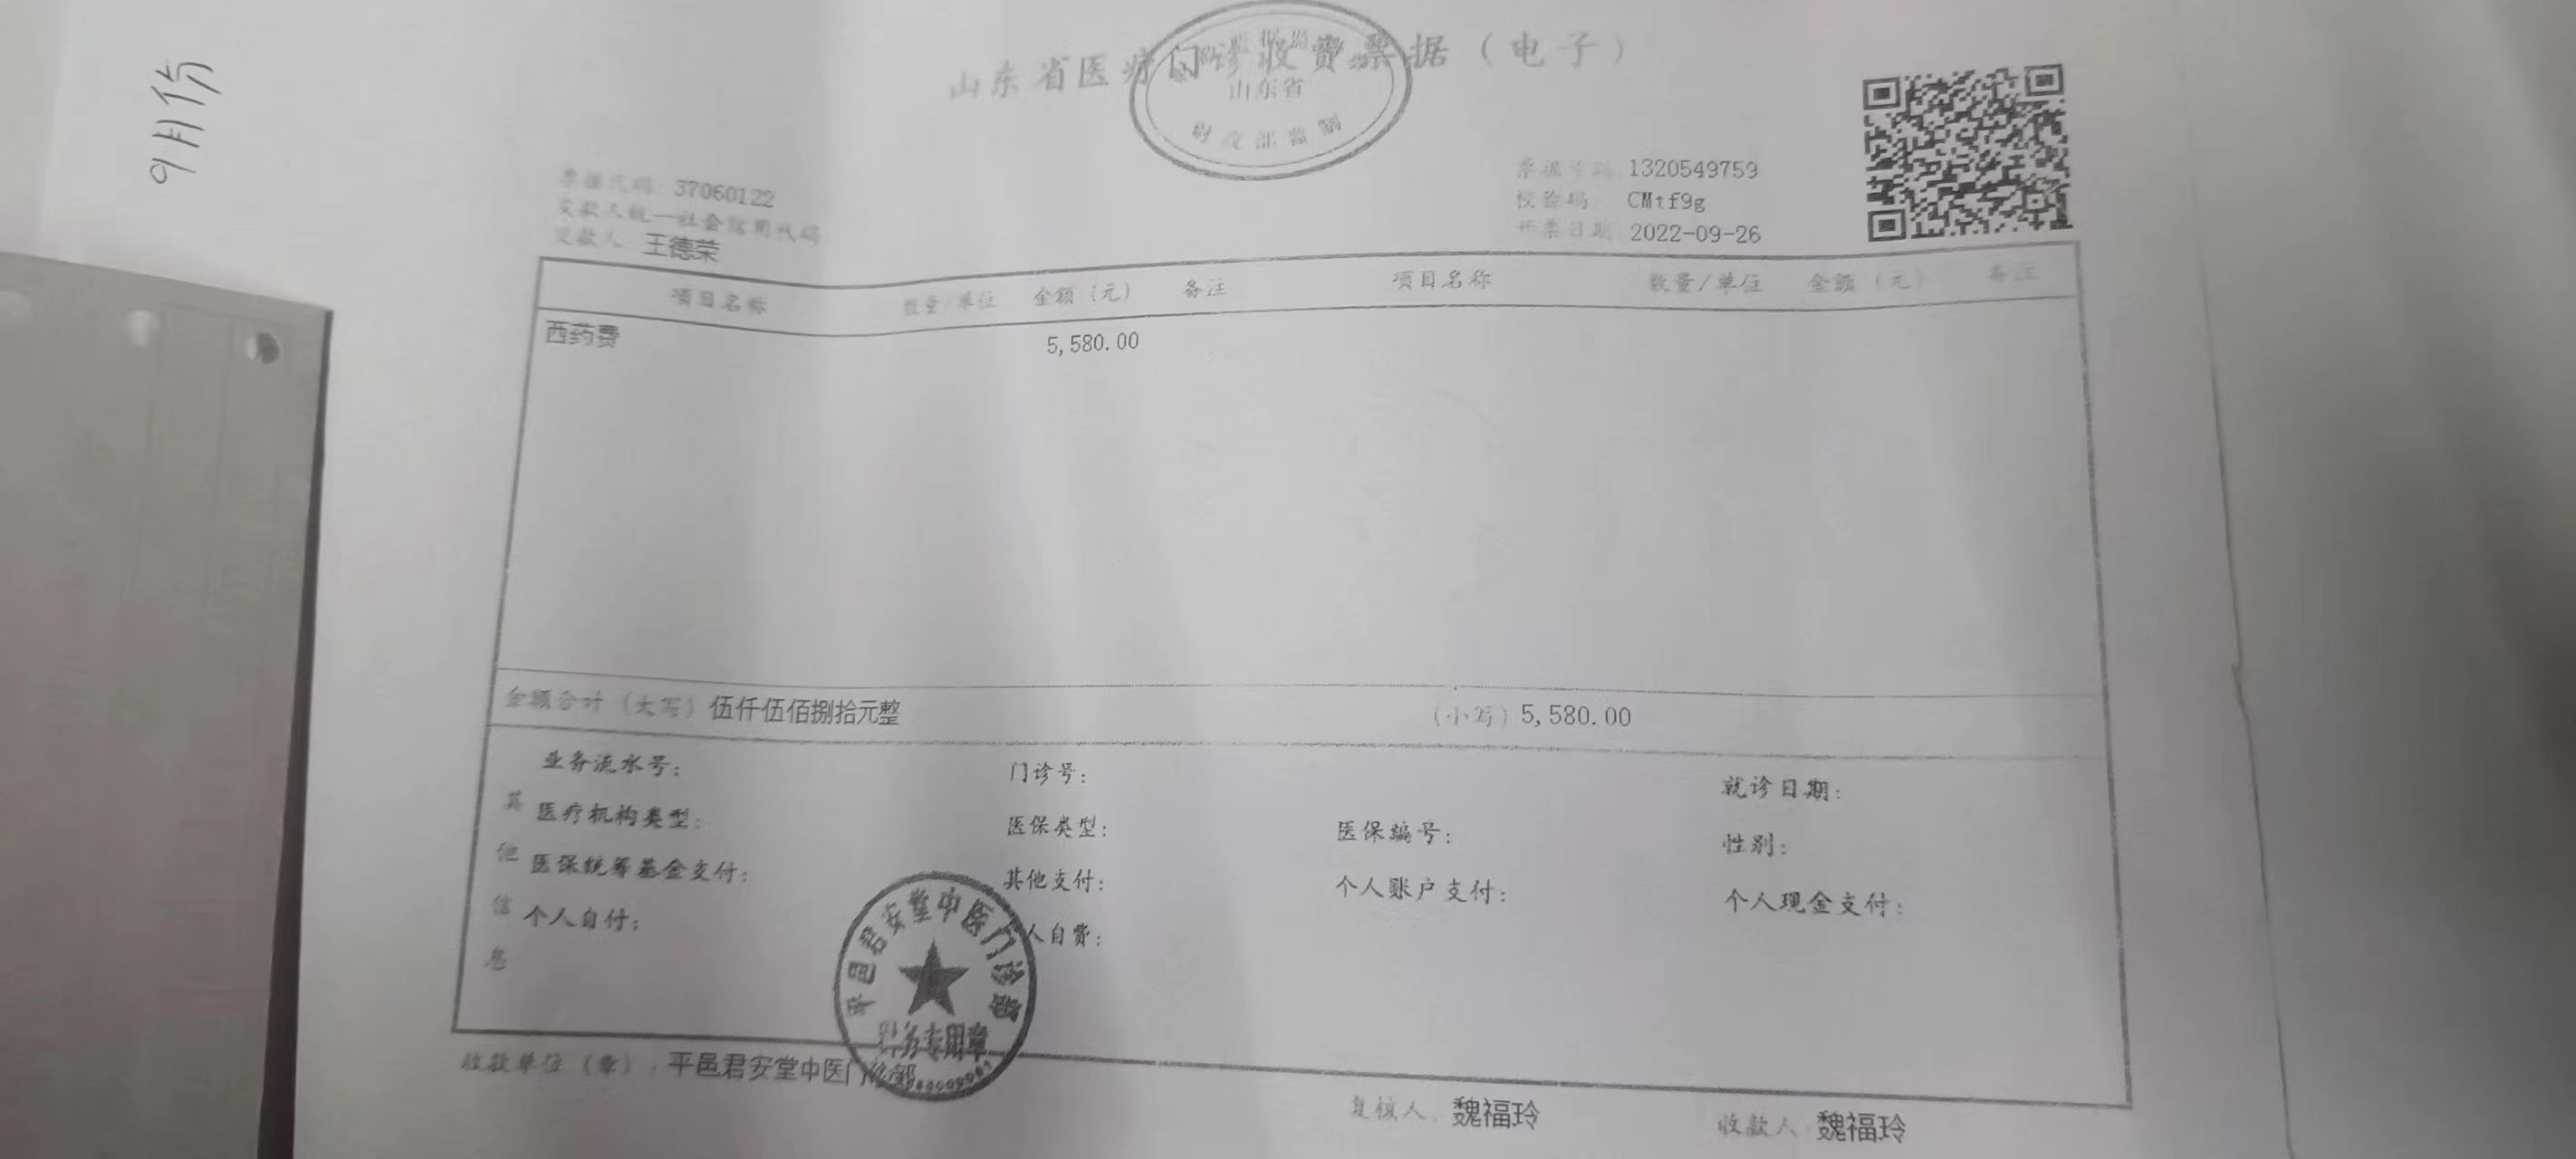 9月份
山东省医疗门诊收费票据（电子）
山东省
财政部监制
票据代码：37060122
交款人统一社会信用代码：
交款人：王德荣
票据号码：1320549759
校验码：CMtf9g
开票日期：2022-09-26
项目名称 数量/单位 金额（元） 备注 项目名称 数量/单位 金额（元） 备注
西药费 5,580.00
金额合计（大写）伍仟伍佰捌拾元整 （小写）5,580.00
其他信息
业务流水号： 门诊号： 就诊日期：
医疗机构类型： 医保类型： 医保编号： 性别：
医保统筹基金支付： 其他支付： 个人账户支付： 个人现金支付：
个人自付： 人自费：
平邑君安堂中医门诊部
财务专用章
收款单位（章）：平邑君安堂中医门诊部
复核人：魏福玲 收款人：魏福玲